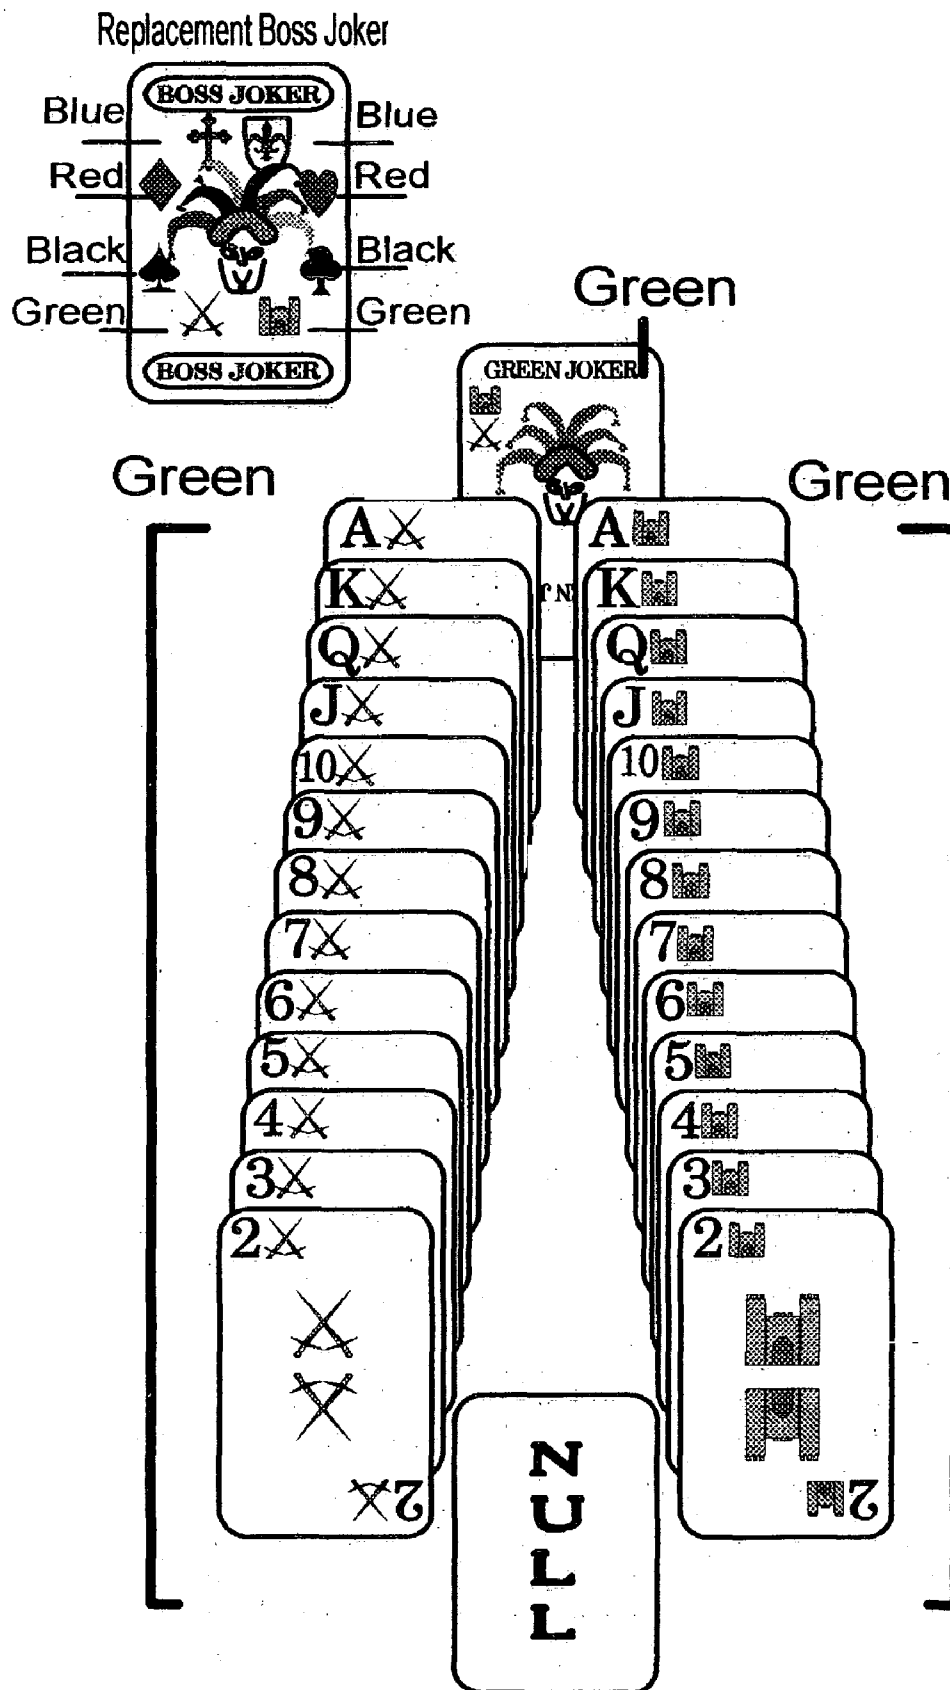 Replacement Boss Joker
BOSS JOKER
Blue Blue
Red Red
Black Black
Green Green
BOSS JOKER
Green
GREEN JOKER
Green Green
A A
K K
Q Q
J J
10 10
9 9
8 8
7 7
6 6
5 5
4 4
3 3
2 2
2 2
N
U
L
L